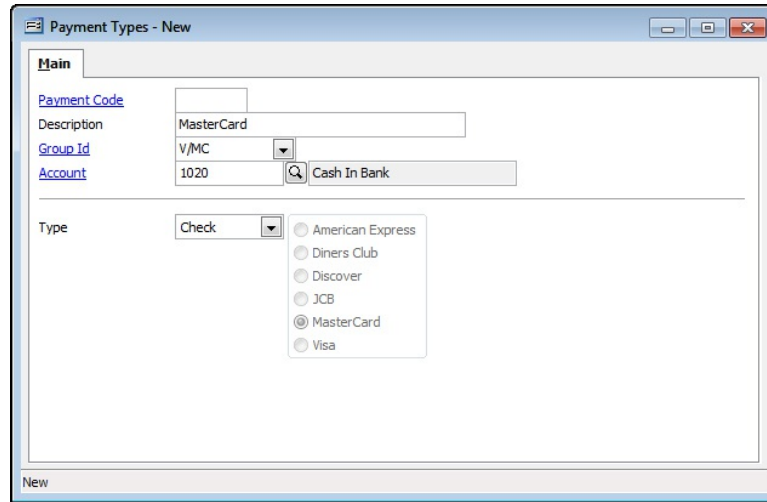 Payment Types - New
Main
Payment Code
Description MasterCard
Group Id V/MC
Account 1020 Cash In Bank
Type Check American Express
Diners Club
Discover
JCB
MasterCard
Visa
New